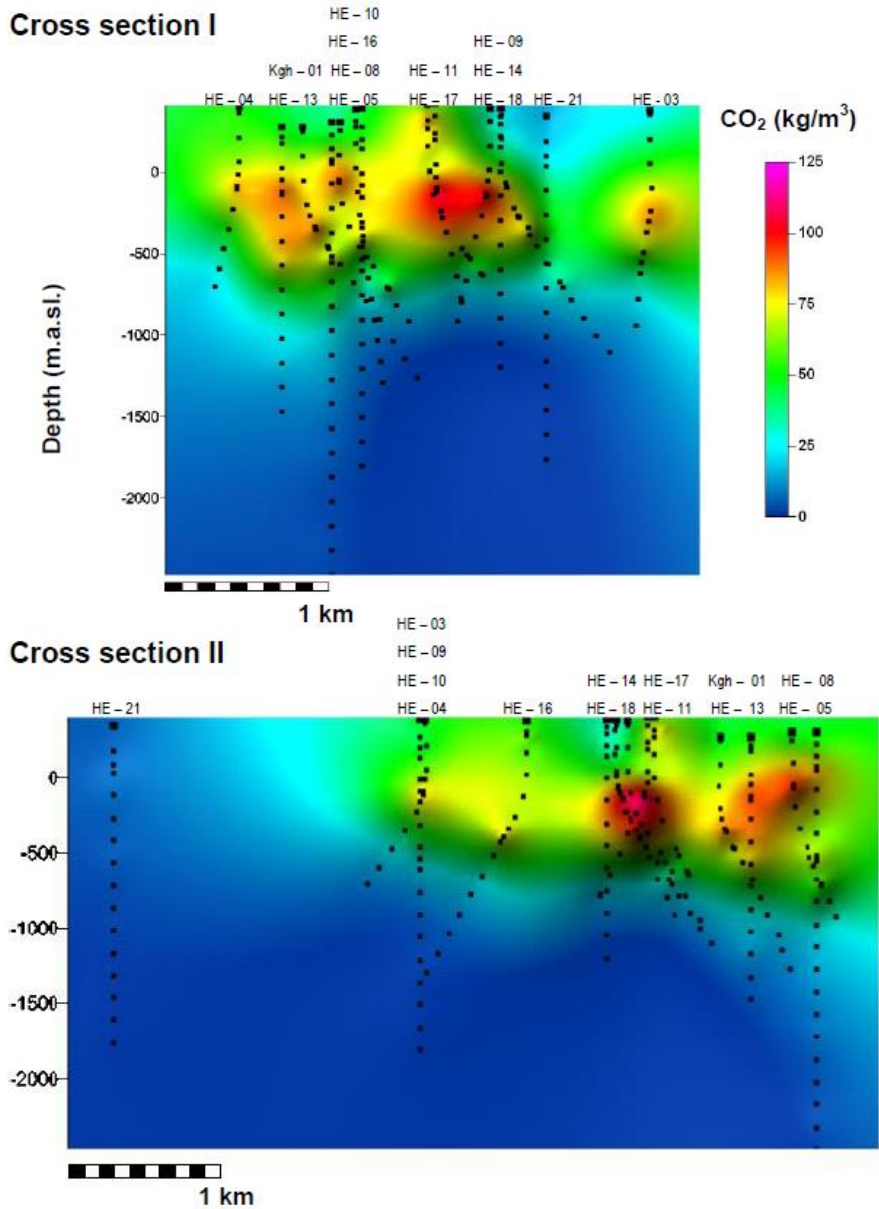 Cross section I
HE – 10
HE – 16 HE – 09
Kgh – 01 HE – 08 HE – 11 HE – 14
HE – 04 HE – 13 HE – 05 HE – 17 HE – 18 HE – 21 HE - 03
CO₂ (kg/m³)
125
100
75
50
25
0
Depth (m.a.sl.)
0
-500
-1000
-1500
-2000
1 km
Cross section II
HE – 03
HE – 09
HE – 10 HE – 14 HE – 17 Kgh – 01 HE – 08
HE – 21 HE – 04 HE – 16 HE – 18 HE – 11 HE – 13 HE – 05
0
-500
-1000
-1500
-2000
1 km